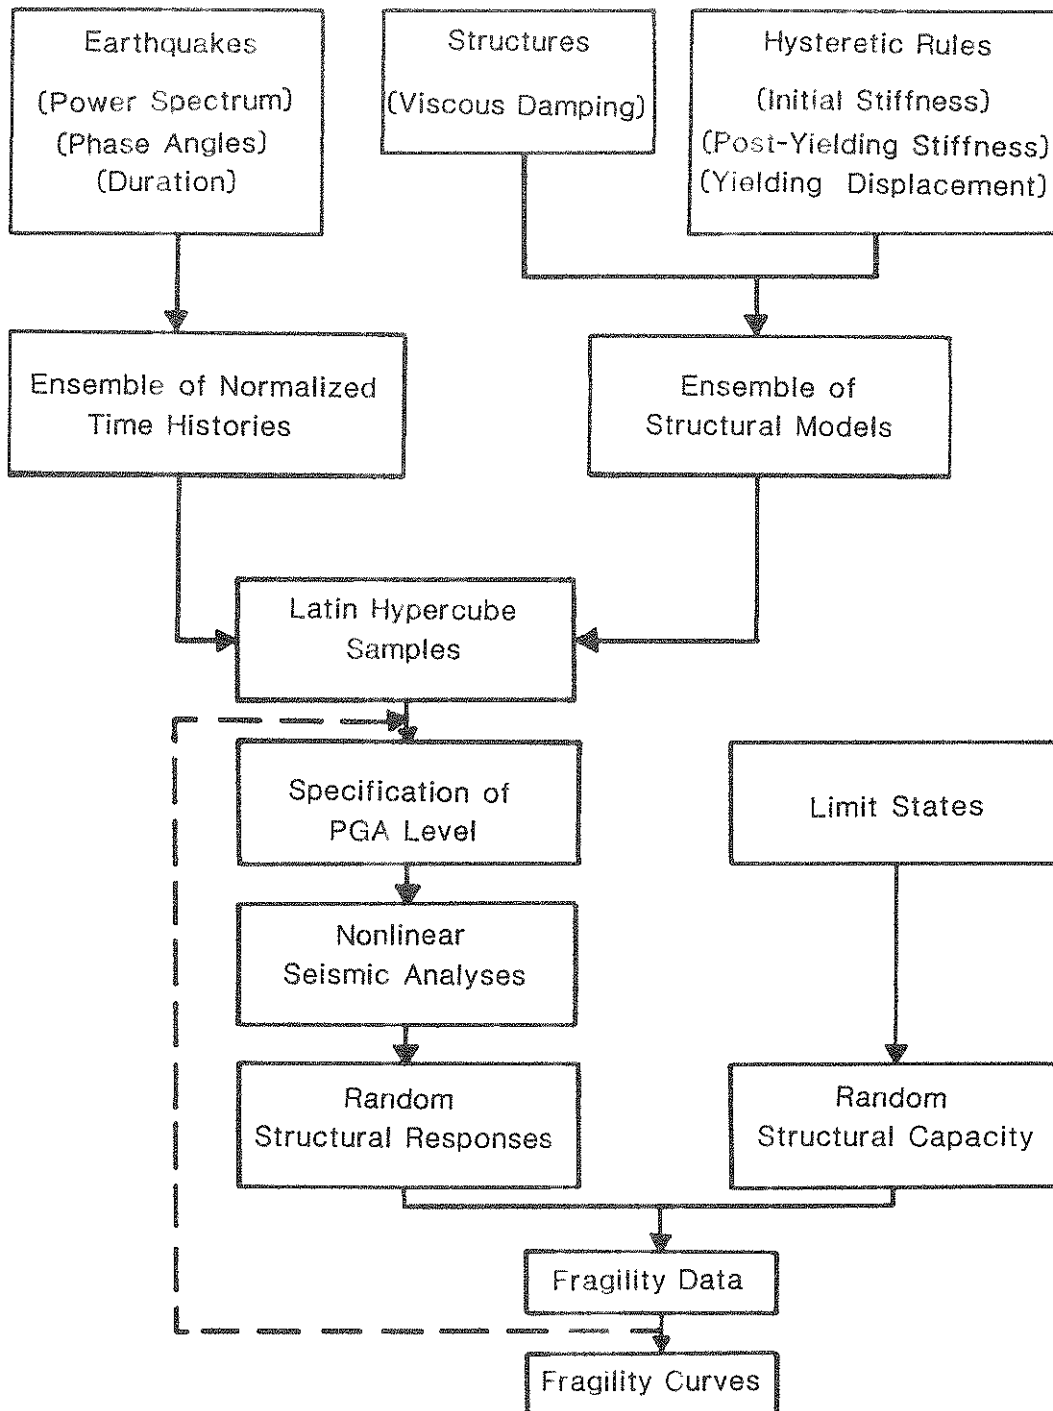 Earthquakes
(Power Spectrum)
(Phase Angles)
(Duration)
Structures
(Viscous Damping)
Hysteretic Rules
(Initial Stiffness)
(Post-Yielding Stiffness)
(Yielding Displacement)
Ensemble of Normalized
Time Histories
Ensemble of
Structural Models
Latin Hypercube
Samples
Specification of
PGA Level
Limit States
Nonlinear
Seismic Analyses
Random
Structural Responses
Random
Structural Capacity
Fragility Data
Fragility Curves